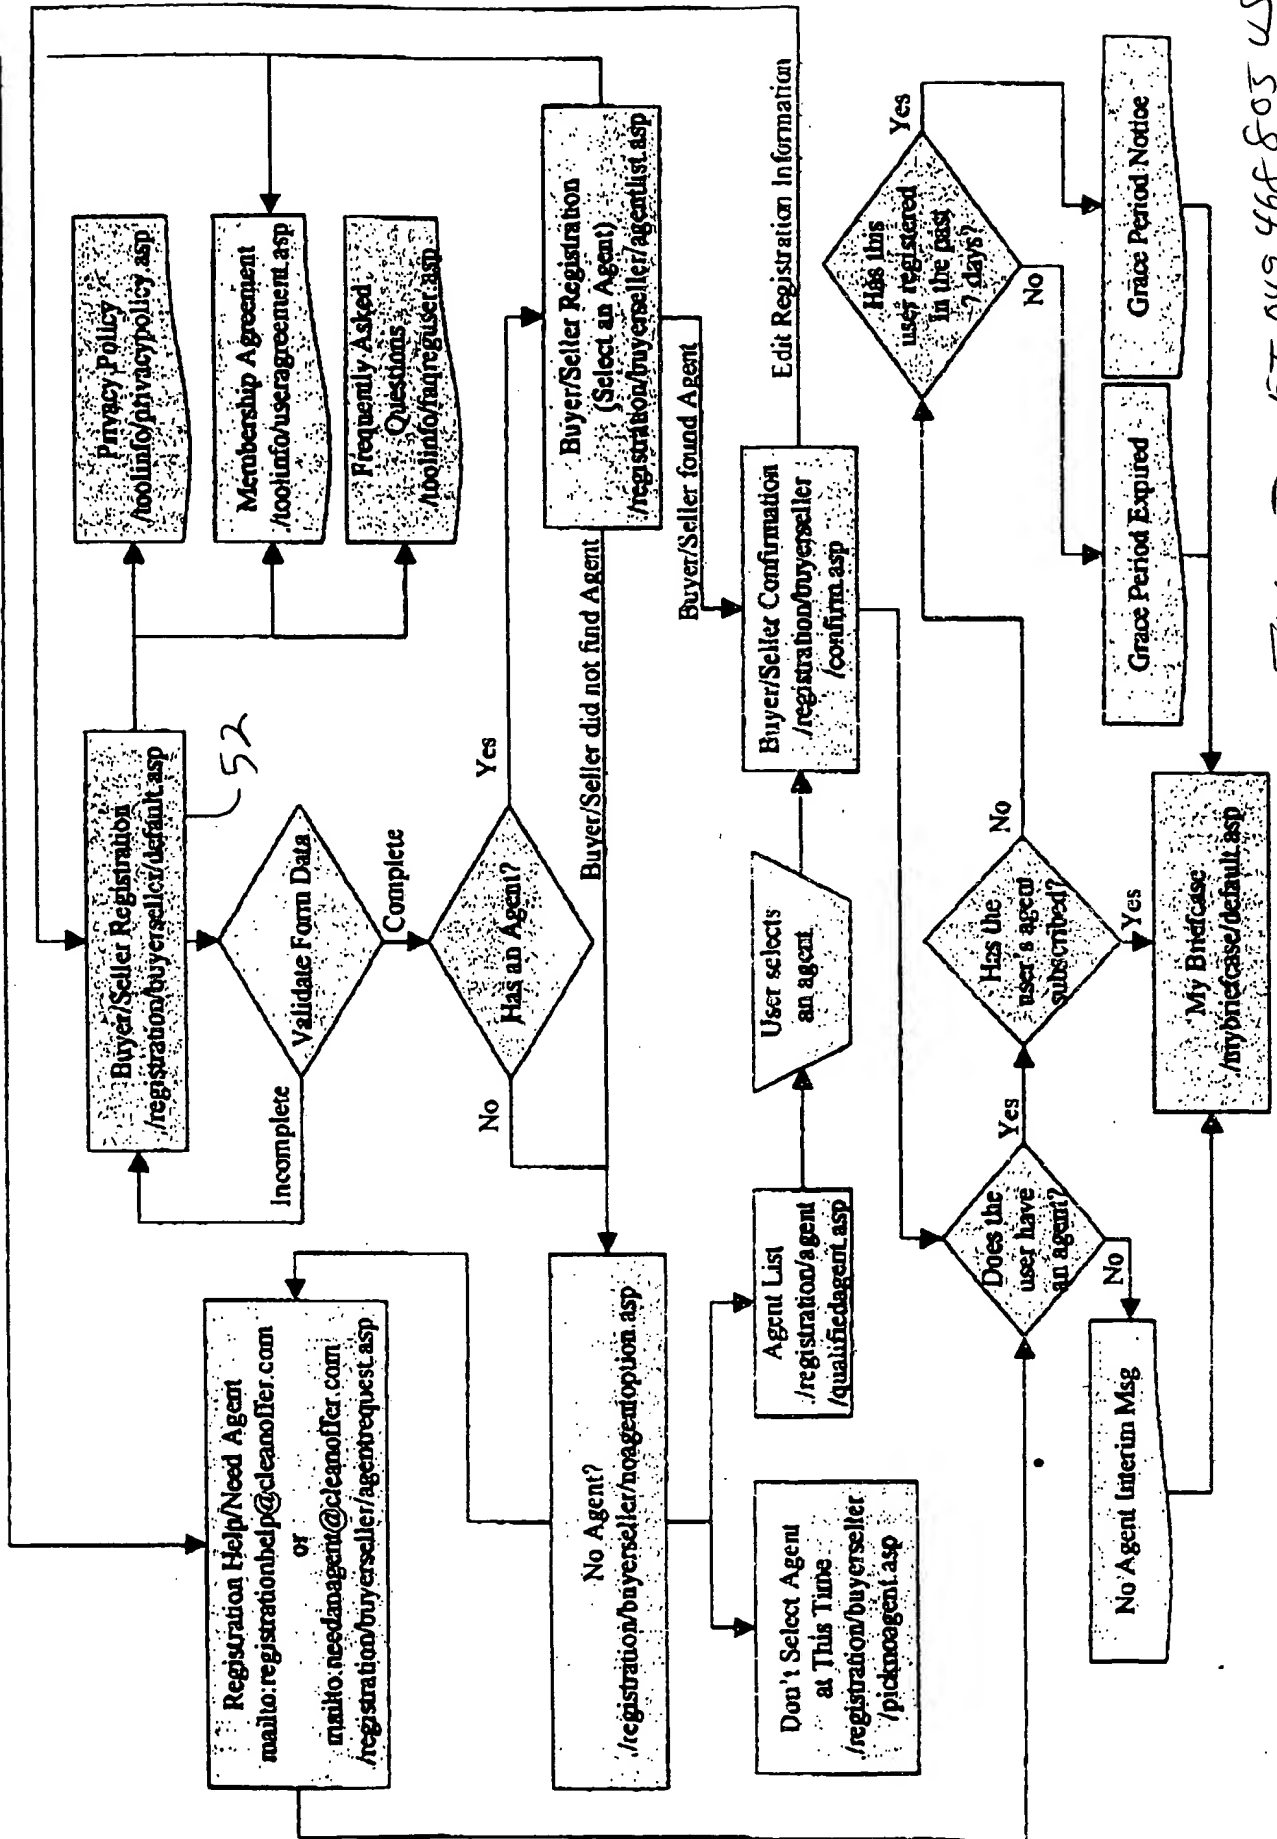 Buyer/Seller Registration
./registration/buyerseller/default.asp
52
Privacy Policy
./toolinfo/privacypolicy.asp
Membership Agreement
./toolinfo/useragreement.asp
Frequently Asked
Questions
./toolinfo/faqreguser.asp
Validate Form Data
Incomplete
Complete
Has an Agent?
Yes
No
Registration Help/Need Agent
mailto:registrationhelp@cleanoffer.com
or
mailto:needanagent@cleanoffer.com
./registration/buyerseller/agentrequest.asp
Buyer/Seller Registration
(Select an Agent)
./registration/buyerseller/agentlist.asp
Buyer/Seller did not find Agent
Buyer/Seller found Agent
No Agent?
./registration/buyerseller/noagentoption.asp
Don't Select Agent
at This Time
./registration/buyerseller
/picknoagent.asp
Agent List
./registration/agent
/qualifiedagent.asp
User selects
an agent
Buyer/Seller Confirmation
./registration/buyerseller
/confirm.asp
Edit Registration Information
Does the
user have
an agent?
Yes
No
Has the
user's agent
subscribed?
No
Yes
Has this
user registered
in the past
7 days?
Yes
No
No Agent Interim Msg
My Briefcase
./mybriefcase/default.asp
Grace Period Expired
Grace Period Notice